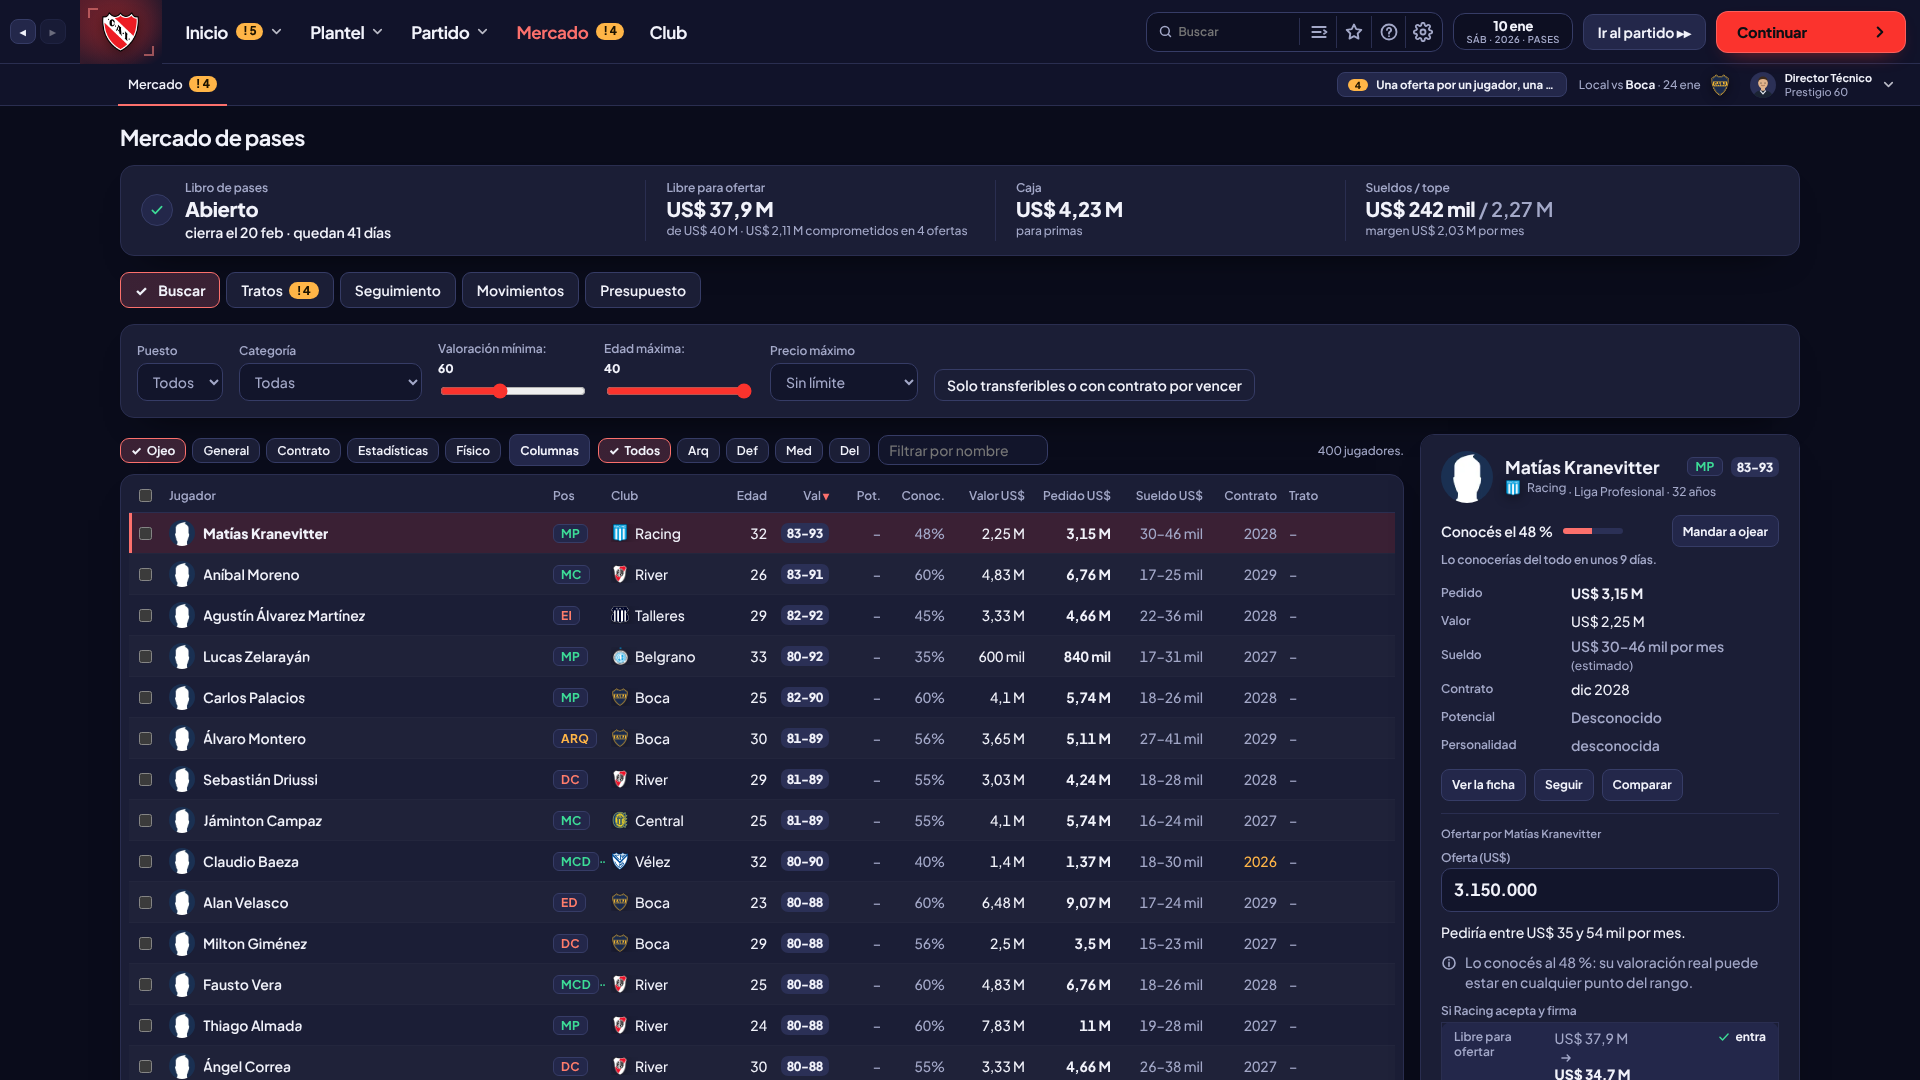 Inicio !5
Plantel
Partido
Mercado !4
Club
Buscar
10 ene
SÁB · 2026 · PASES
Ir al partido ▸▸
Continuar
Mercado !4
4 Una oferta por un jugador, una ...
Local vs Boca · 24 ene
Director Técnico
Prestigio 60
Mercado de pases
Libro de pases
Abierto
cierra el 20 feb · quedan 41 días
Libre para ofertar
US$ 37,9 M
de US$ 40 M · US$ 2,11 M comprometidos en 4 ofertas
Caja
US$ 4,23 M
para primas
Sueldos / tope
US$ 242 mil / 2,27 M
margen US$ 2,03 M por mes
Buscar
Tratos !4
Seguimiento
Movimientos
Presupuesto
Puesto
Todos
Categoría
Todas
Valoración mínima:
60
Edad máxima:
40
Precio máximo
Sin límite
Solo transferibles o con contrato por vencer
Ojeo
General
Contrato
Estadísticas
Físico
Columnas
Todos
Arq
Def
Med
Del
Filtrar por nombre
400 jugadores.
Jugador Pos Club Edad Val▼ Pot. Conoc. Valor US$ Pedido US$ Sueldo US$ Contrato Trato
Matías Kranevitter MP Racing 32 83–93 – 48% 2,25 M 3,15 M 30–46 mil 2028 –
Aníbal Moreno MC River 26 83–91 – 60% 4,83 M 6,76 M 17–25 mil 2029 –
Agustín Álvarez Martínez EI Talleres 29 82–92 – 45% 3,33 M 4,66 M 22–36 mil 2028 –
Lucas Zelarayán MP Belgrano 33 80–92 – 35% 600 mil 840 mil 17–31 mil 2027 –
Carlos Palacios MP Boca 25 82–90 – 60% 4,1 M 5,74 M 18–26 mil 2028 –
Álvaro Montero ARQ Boca 30 81–89 – 56% 3,65 M 5,11 M 27–41 mil 2029 –
Sebastián Driussi DC River 29 81–89 – 55% 3,03 M 4,24 M 18–28 mil 2028 –
Jáminton Campaz MC Central 25 81–89 – 55% 4,1 M 5,74 M 16–24 mil 2027 –
Claudio Baeza MCD Vélez 32 80–90 – 40% 1,4 M 1,37 M 18–30 mil 2026 –
Alan Velasco ED Boca 23 80–88 – 60% 6,48 M 9,07 M 17–24 mil 2029 –
Milton Giménez DC Boca 29 80–88 – 56% 2,5 M 3,5 M 15–23 mil 2027 –
Fausto Vera MCD River 25 80–88 – 60% 4,83 M 6,76 M 18–26 mil 2028 –
Thiago Almada MP River 24 80–88 – 60% 7,83 M 11 M 19–28 mil 2028 –
Ángel Correa DC River 30 80–88 – 55% 3,33 M 4,66 M 26–38 mil 2027 –
Matías Kranevitter MP 83–93
Racing · Liga Profesional · 32 años
Conocés el 48 %
Mandar a ojear
Lo conocerías del todo en unos 9 días.
Pedido US$ 3,15 M
Valor US$ 2,25 M
Sueldo US$ 30–46 mil por mes
(estimado)
Contrato dic 2028
Potencial Desconocido
Personalidad desconocida
Ver la ficha
Seguir
Comparar
Ofertar por Matías Kranevitter
Oferta (US$)
3.150.000
Pediría entre US$ 35 y 54 mil por mes.
Lo conocés al 48 %: su valoración real puede
estar en cualquier punto del rango.
Si Racing acepta y firma
Libre para ofertar US$ 37,9 M → US$ 34,7 M entra